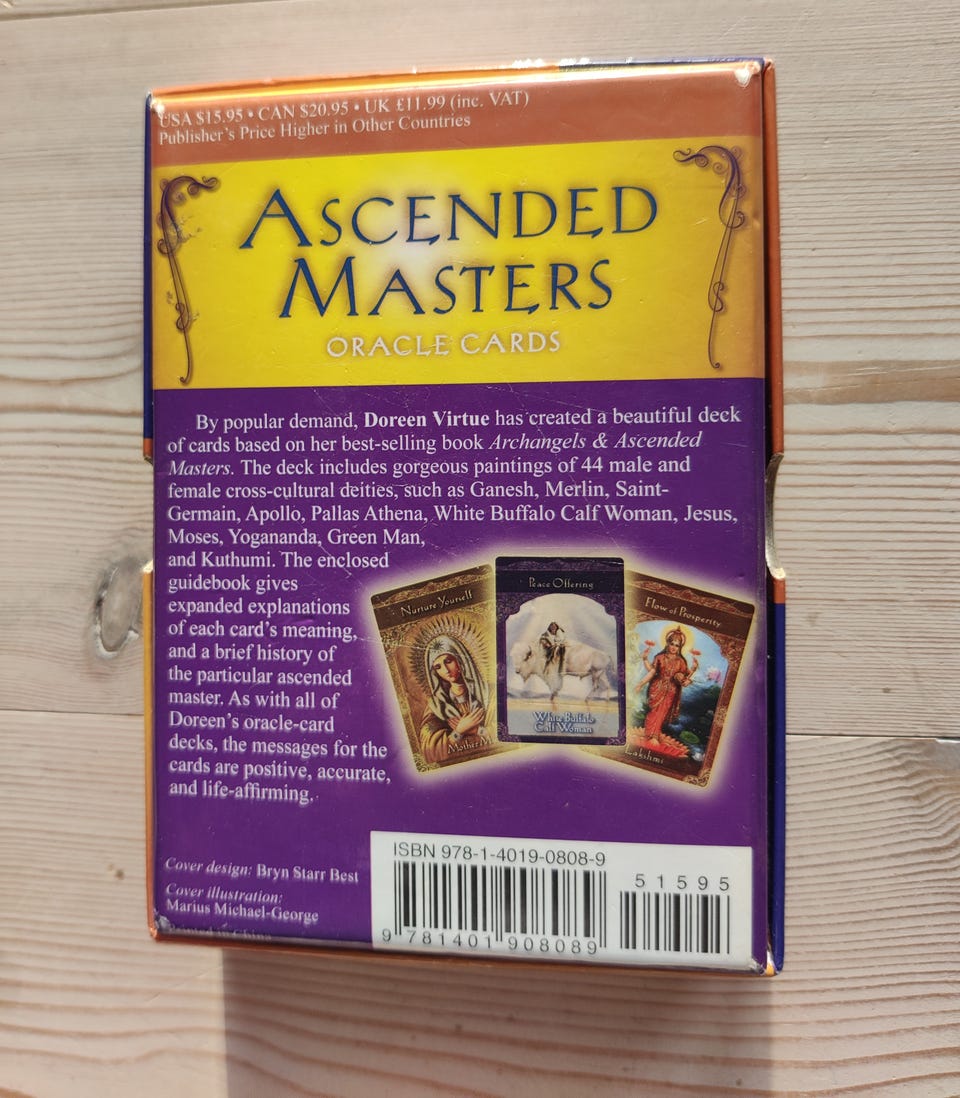 USA $15.95 • CAN $20.95 • UK £11.99 (inc. VAT)
Publisher's Price Higher in Other Countries
ASCENDED
MASTERS
ORACLE CARDS
By popular demand, Doreen Virtue has created a beautiful deck
of cards based on her best-selling book Archangels & Ascended
Masters. The deck includes gorgeous paintings of 44 male and
female cross-cultural deities, such as Ganesh, Merlin, Saint-
Germain, Apollo, Pallas Athena, White Buffalo Calf Woman, Jesus,
Moses, Yogananda, Green Man,
and Kuthumi. The enclosed
guidebook gives
expanded explanations
of each card's meaning,
and a brief history of
the particular ascended
master. As with all of
Doreen's oracle-card
decks, the messages for the
cards are positive, accurate,
and life-affirming.
Nurture Yourself
Mother M
Peace Offering
White Buffalo
Calf Woman
Flow of Prosperity
Lakshmi
Cover design: Bryn Starr Best
Cover illustration:
Marius Michael-George
Printed in China
ISBN 978-1-4019-0808-9
51595
9 781401 908089